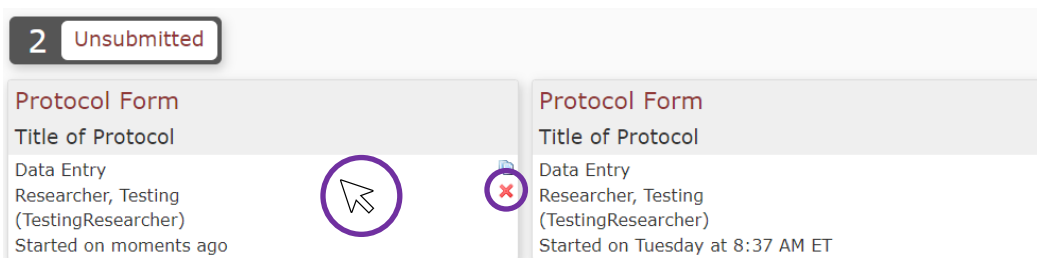 2 Unsubmitted
Protocol Form
Title of Protocol
Data Entry
Researcher, Testing
(TestingResearcher)
Started on moments ago
Protocol Form
Title of Protocol
Data Entry
Researcher, Testing
(TestingResearcher)
Started on Tuesday at 8:37 AM ET